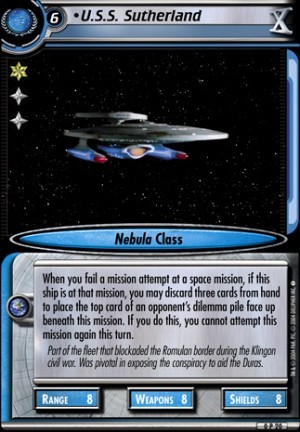 6
•U.S.S. Sutherland
Nebula Class
When you fail a mission attempt at a space mission, if this
ship is at that mission, you may discard three cards from hand
to place the top card of an opponent's dilemma pile face up
beneath this mission. If you do this, you cannot attempt this
mission again this turn.
Part of the fleet that blockaded the Romulan border during the Klingon
civil war. Was pivotal in exposing the conspiracy to aid the Duras.
RANGE 8 WEAPONS 8 SHIELDS 8